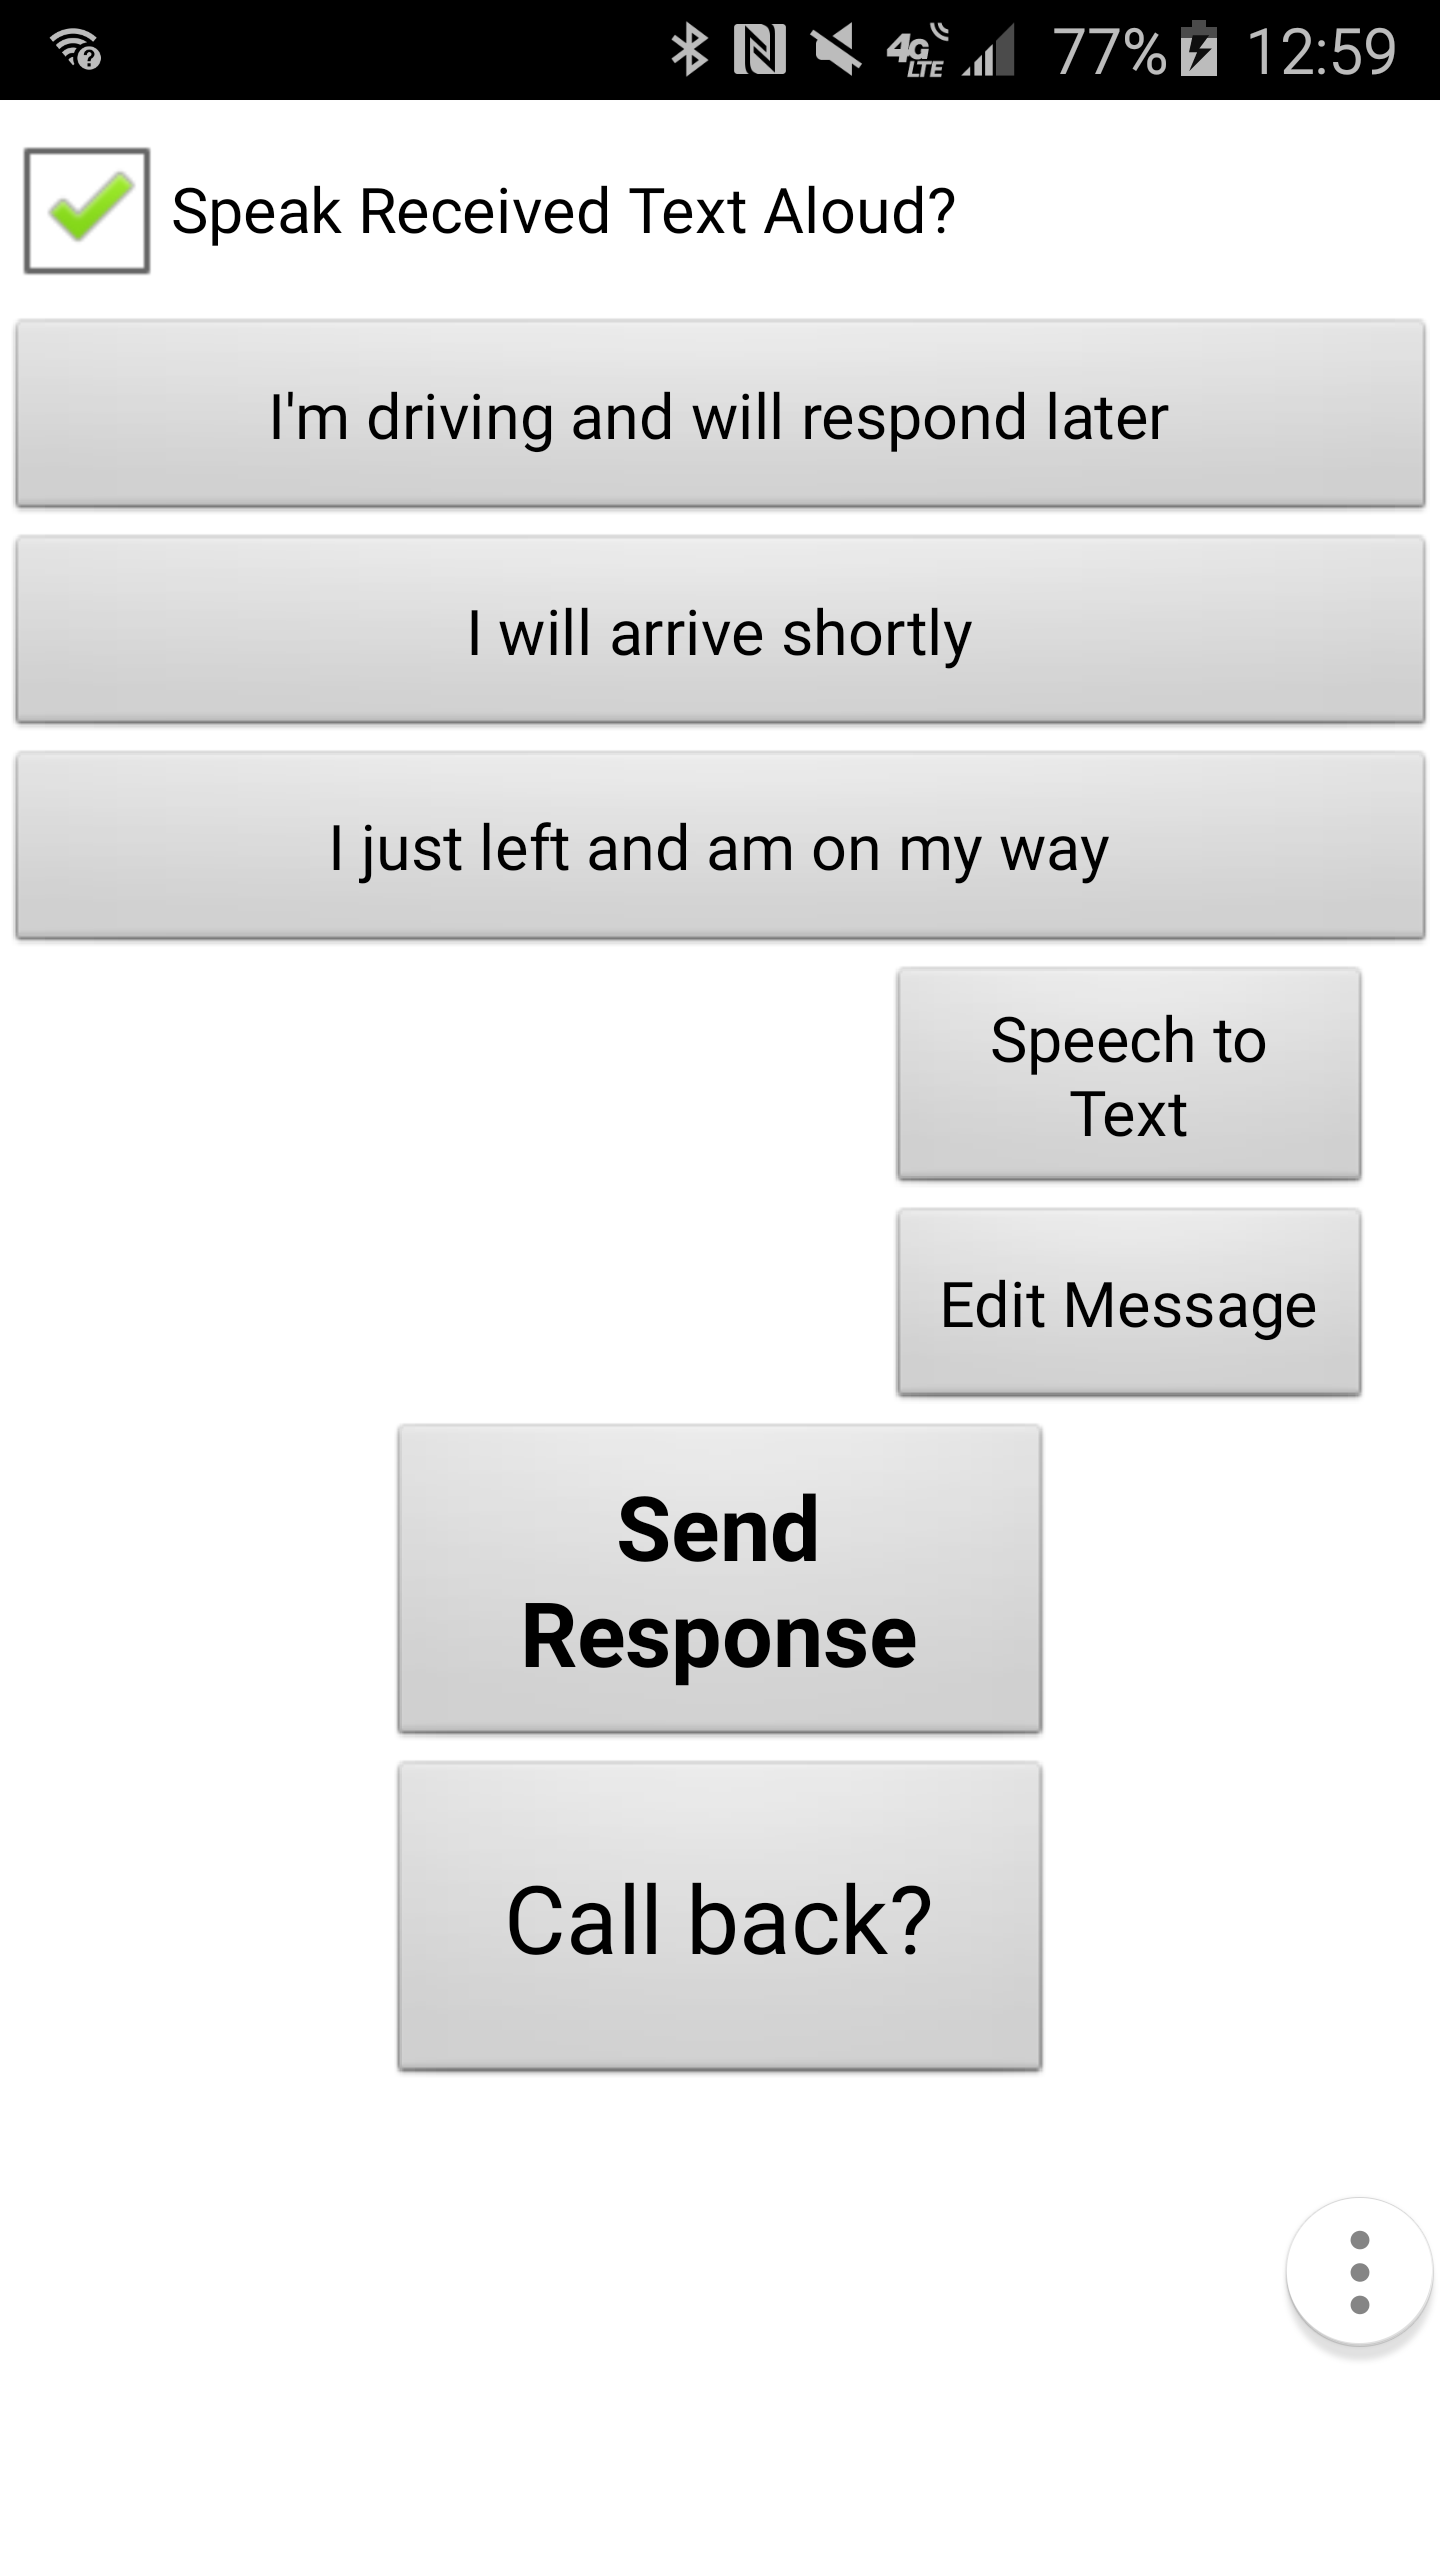 4G LTE 77% 12:59
Speak Received Text Aloud?
I'm driving and will respond later
I will arrive shortly
I just left and am on my way
Speech to
Text
Edit Message
Send
Response
Call back?